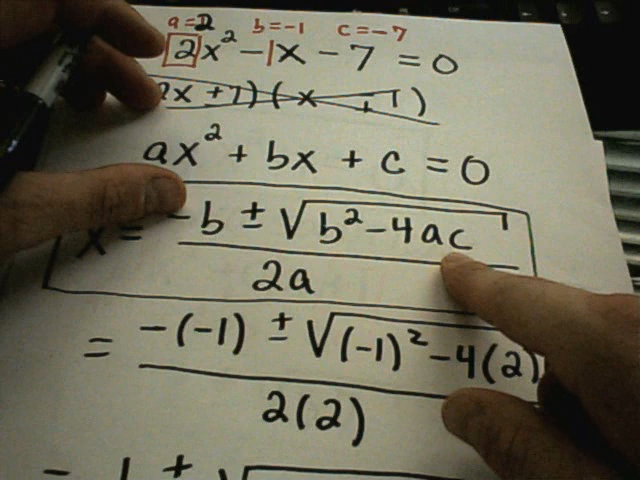 a=2 b=-1 c=-7
2x² -1x - 7 = 0
2x + 7)(x + 1)
ax² + bx + c = 0
x = -b ± √b²-4ac
2a
= -(-1) ± √(-1)²-4(2)
2(2)
- 1 ± √